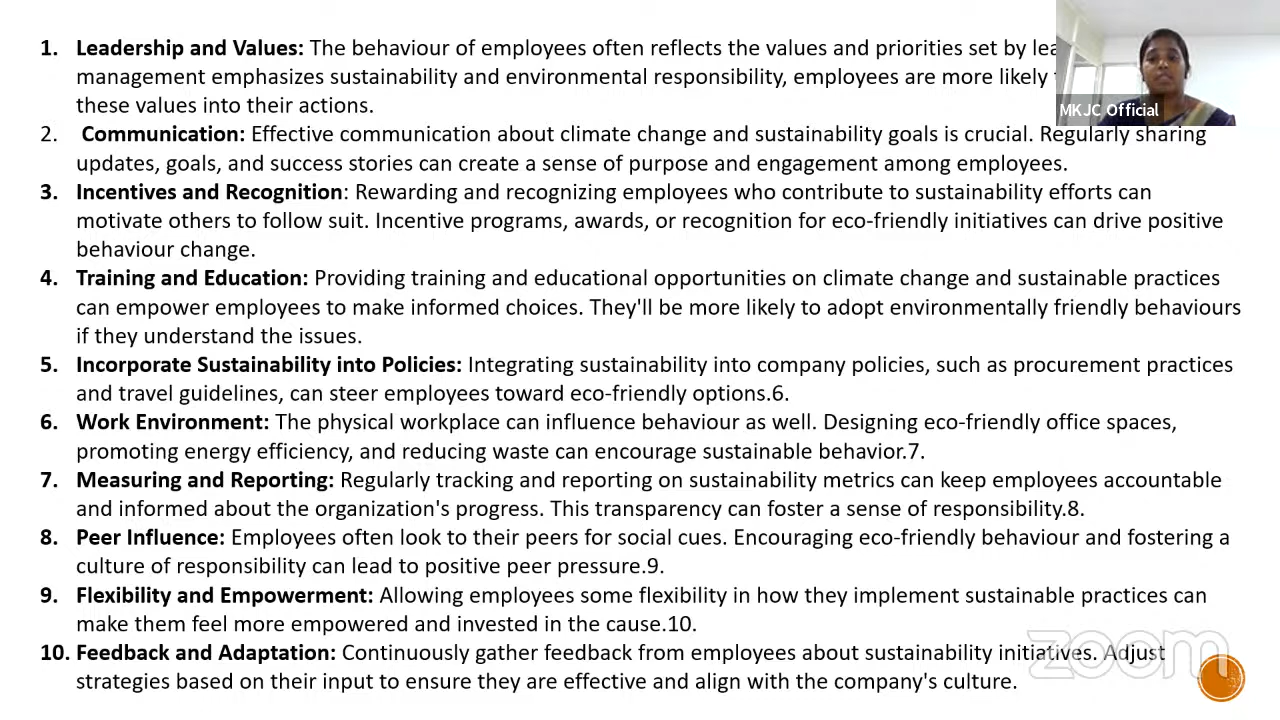 1. Leadership and Values: The behaviour of employees often reflects the values and priorities set by
management emphasizes sustainability and environmental responsibility, employees are more likely
these values into their actions.
2. Communication: Effective communication about climate change and sustainability goals is crucial. Regularly sharing
updates, goals, and success stories can create a sense of purpose and engagement among employees.
3. Incentives and Recognition: Rewarding and recognizing employees who contribute to sustainability efforts can
motivate others to follow suit. Incentive programs, awards, or recognition for eco-friendly initiatives can drive positive
behaviour change.
4. Training and Education: Providing training and educational opportunities on climate change and sustainable practices
can empower employees to make informed choices. They'll be more likely to adopt environmentally friendly behaviours
if they understand the issues.
5. Incorporate Sustainability into Policies: Integrating sustainability into company policies, such as procurement practices
and travel guidelines, can steer employees toward eco-friendly options.6.
6. Work Environment: The physical workplace can influence behaviour as well. Designing eco-friendly office spaces,
promoting energy efficiency, and reducing waste can encourage sustainable behavior.7.
7. Measuring and Reporting: Regularly tracking and reporting on sustainability metrics can keep employees accountable
and informed about the organization's progress. This transparency can foster a sense of responsibility.8.
8. Peer Influence: Employees often look to their peers for social cues. Encouraging eco-friendly behaviour and fostering a
culture of responsibility can lead to positive peer pressure.9.
9. Flexibility and Empowerment: Allowing employees some flexibility in how they implement sustainable practices can
make them feel more empowered and invested in the cause.10.
10. Feedback and Adaptation: Continuously gather feedback from employees about sustainability initiatives. Adjust
strategies based on their input to ensure they are effective and align with the company's culture.
MKJC Official
zoom